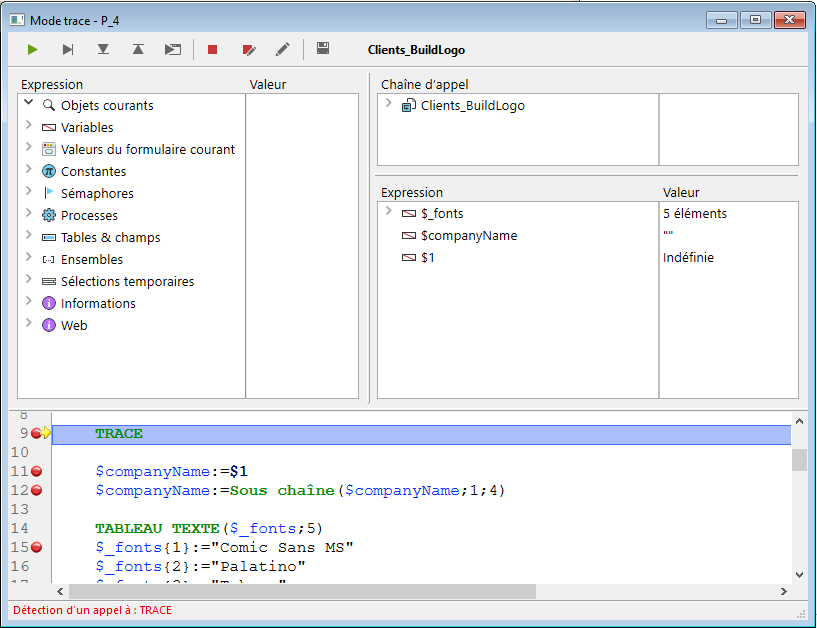 Mode trace - P_4
Clients_BuildLogo
Expression Valeur
Objets courants
Variables
Valeurs du formulaire courant
Constantes
Sémaphores
Processes
Tables & champs
Ensembles
Sélections temporaires
Informations
Web
Chaîne d'appel
Clients_BuildLogo
Expression Valeur
$_fonts 5 éléments
$companyName ""
$1 Indéfinie
8
9 TRACE
10
11 $companyName:=$1
12 $companyName:=Sous chaîne($companyName;1;4)
13
14 TABLEAU TEXTE($_fonts;5)
15 $_fonts{1}:="Comic Sans MS"
16 $_fonts{2}:="Palatino"
17
Détection d'un appel à : TRACE